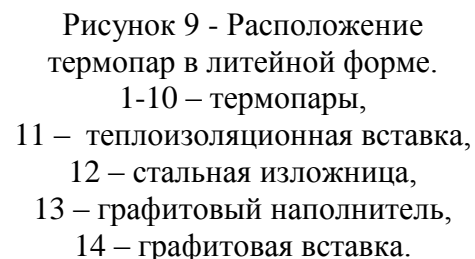 Рисунок 9 - Расположение
термопар в литейной форме.
1-10 – термопары,
11 – теплоизоляционная вставка,
12 – стальная изложница,
13 – графитовый наполнитель,
14 – графитовая вставка.